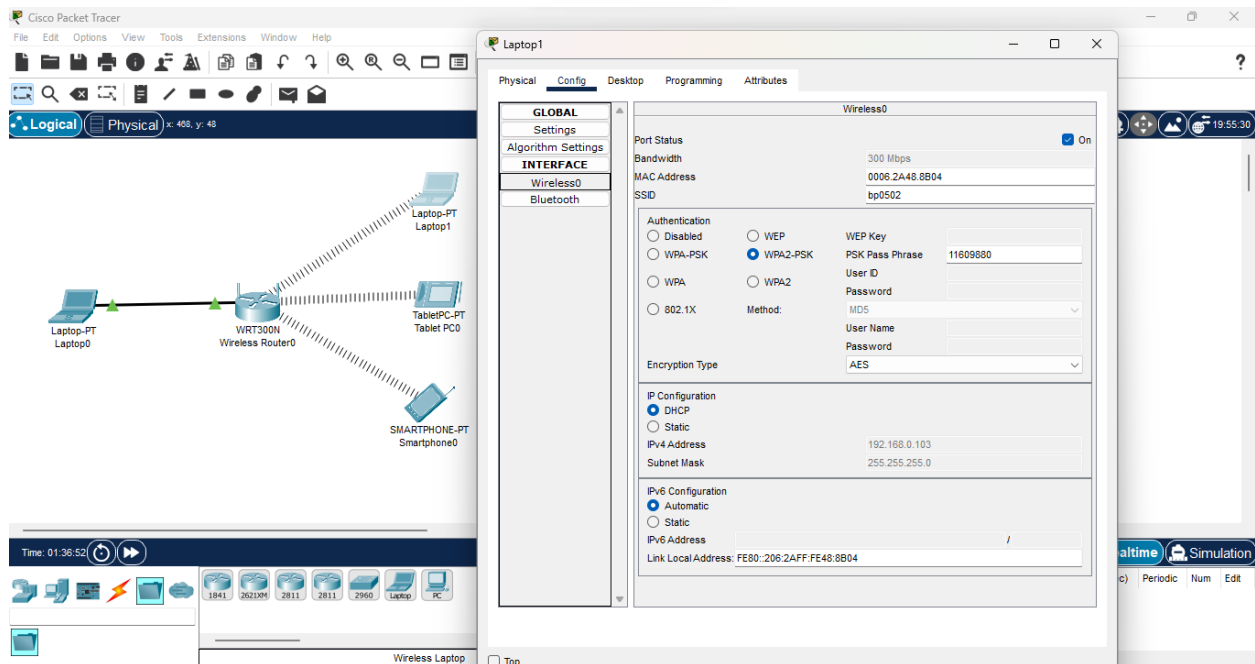 Cisco Packet Tracer
File Edit Options View Tools Extensions Window Help
?
Logical Physical x: 468, y: 48
19:55:30
Laptop-PT
Laptop1
Laptop-PT
Laptop0
WRT300N
Wireless Router0
TabletPC-PT
Tablet PC0
SMARTPHONE-PT
Smartphone0
Time: 01:36:52
altime Simulation
c) Periodic Num Edit
1841 2621XM 2811 2811 2960 Laptop PC
Wireless Laptop
Laptop1
Physical Config Desktop Programming Attributes
GLOBAL
Settings
Algorithm Settings
INTERFACE
Wireless0
Bluetooth
Wireless0
Port Status On
Bandwidth 300 Mbps
MAC Address 0006.2A48.8B04
SSID bp0502
Authentication
Disabled WEP WEP Key
WPA-PSK WPA2-PSK PSK Pass Phrase 11609880
User ID
WPA WPA2
Password
802.1X Method: MD5
User Name
Password
Encryption Type AES
IP Configuration
DHCP
Static
IPv4 Address 192.168.0.103
Subnet Mask 255.255.255.0
IPv6 Configuration
Automatic
Static
IPv6 Address /
Link Local Address: FE80::206:2AFF:FE48:8B04
Top